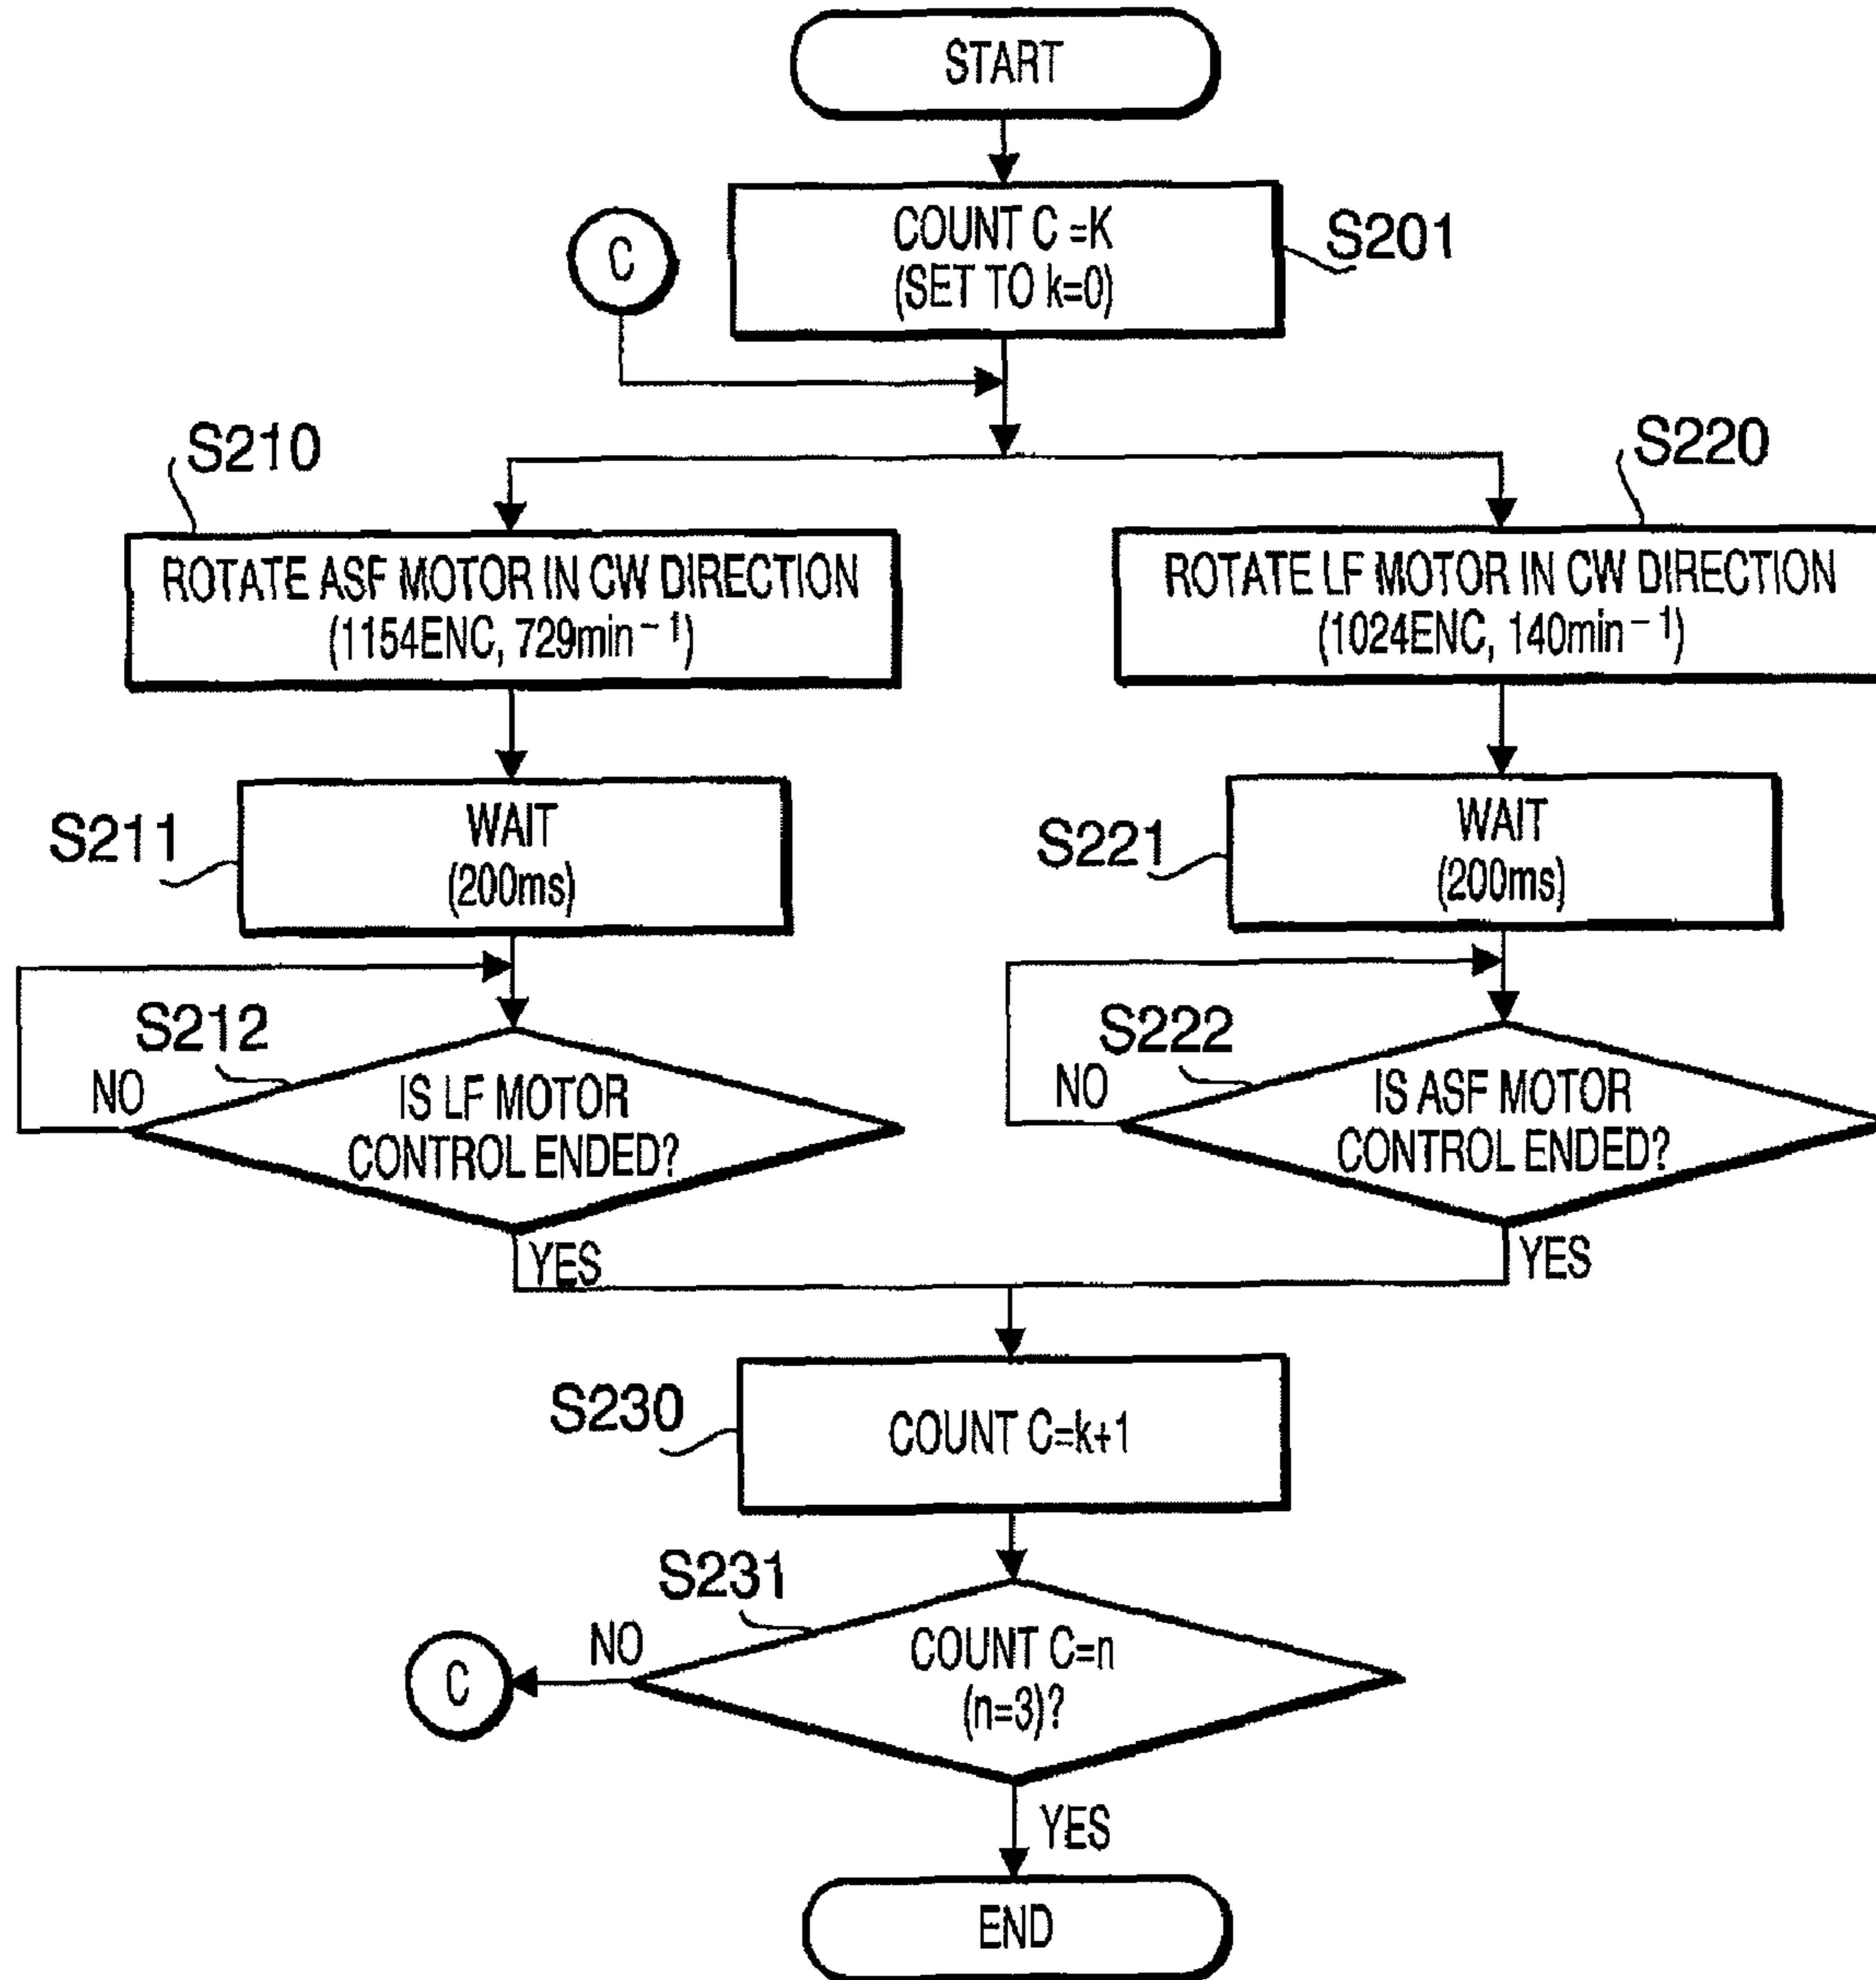 START
C
COUNT C =K
(SET TO k=0)
S201
S210
S220
ROTATE ASF MOTOR IN CW DIRECTION
(1154ENC, 729min⁻¹)
ROTATE LF MOTOR IN CW DIRECTION
(1024ENC, 140min⁻¹)
S211
WAIT
(200ms)
S221
WAIT
(200ms)
S212
NO
IS LF MOTOR
CONTROL ENDED?
YES
S222
NO
IS ASF MOTOR
CONTROL ENDED?
YES
S230
COUNT C=k+1
S231
NO
C
COUNT C=n
(n=3)?
YES
END